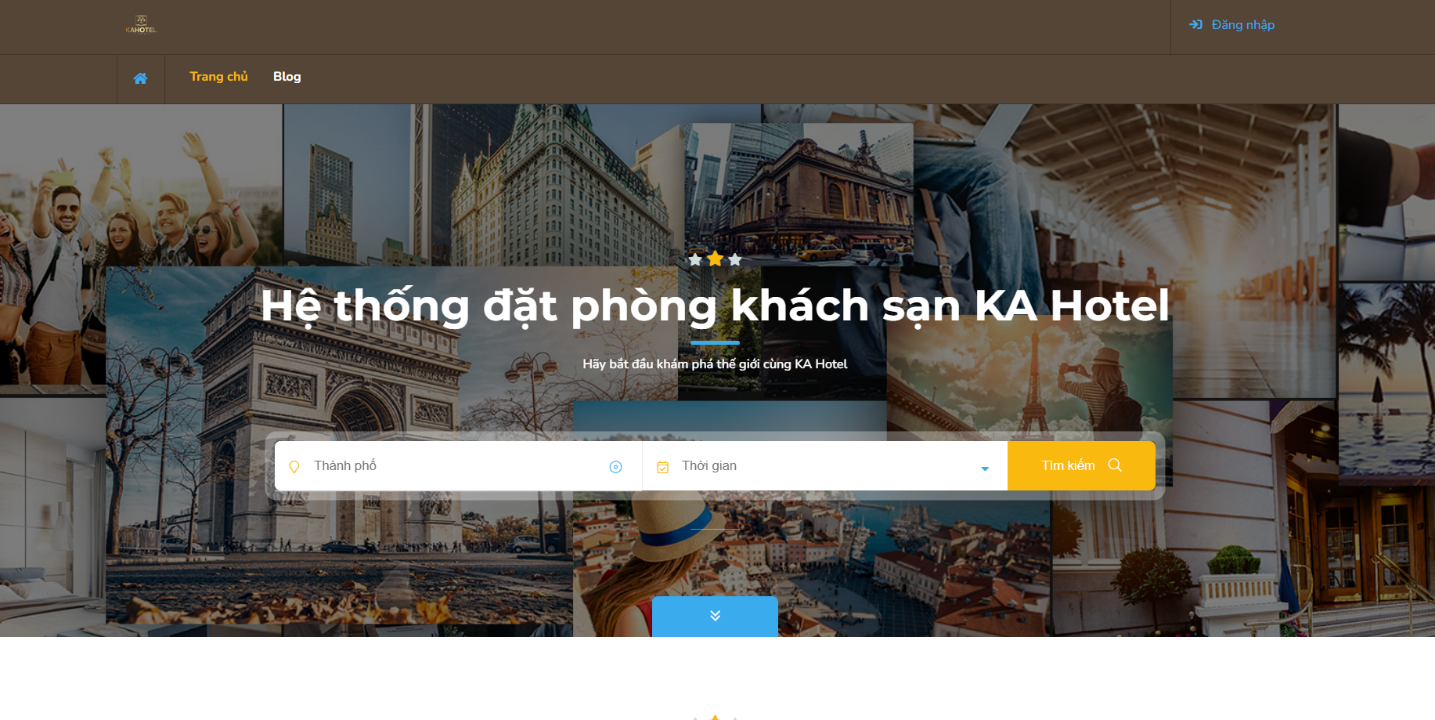 KAHOTEL
Đăng nhập
Trang chủ
Blog
Hệ thống đặt phòng khách sạn KA Hotel
Hãy bắt đầu khám phá thế giới cùng KA Hotel
Thành phố
Thời gian
Tìm kiếm